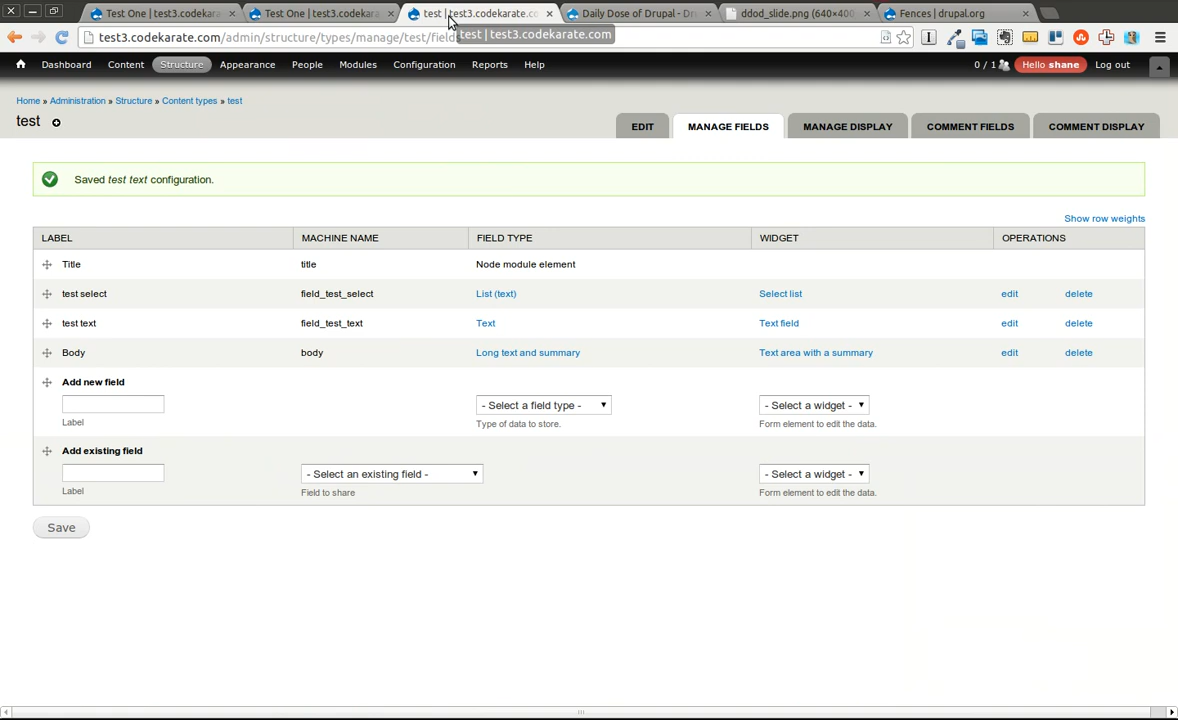 Test One | test3.codekara
Test One | test3.codekara
test | test3.codekarate.co
Daily Dose of Drupal - Dr
ddod_slide.png (640×400
Fences | drupal.org
test3.codekarate.com/admin/structure/types/manage/test/field
test | test3.codekarate.com
Dashboard Content Structure Appearance People Modules Configuration Reports Help
0 / 1 Hello shane Log out
Home » Administration » Structure » Content types » test
test
EDIT MANAGE FIELDS MANAGE DISPLAY COMMENT FIELDS COMMENT DISPLAY
Saved test text configuration.
Show row weights
LABEL MACHINE NAME FIELD TYPE WIDGET OPERATIONS
Title title Node module element
test select field_test_select List (text) Select list edit delete
test text field_test_text Text Text field edit delete
Body body Long text and summary Text area with a summary edit delete
Add new field
- Select a field type - - Select a widget -
Label Type of data to store. Form element to edit the data.
Add existing field
- Select an existing field - - Select a widget -
Label Field to share Form element to edit the data.
Save